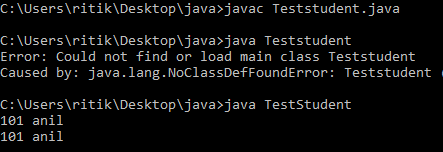 C:\Users\ritik\Desktop\java>javac Teststudent.java
C:\Users\ritik\Desktop\java>java Teststudent
Error: Could not find or load main class Teststudent
Caused by: java.lang.NoClassDefFoundError: Teststudent
C:\Users\ritik\Desktop\java>java TestStudent
101 anil
101 anil